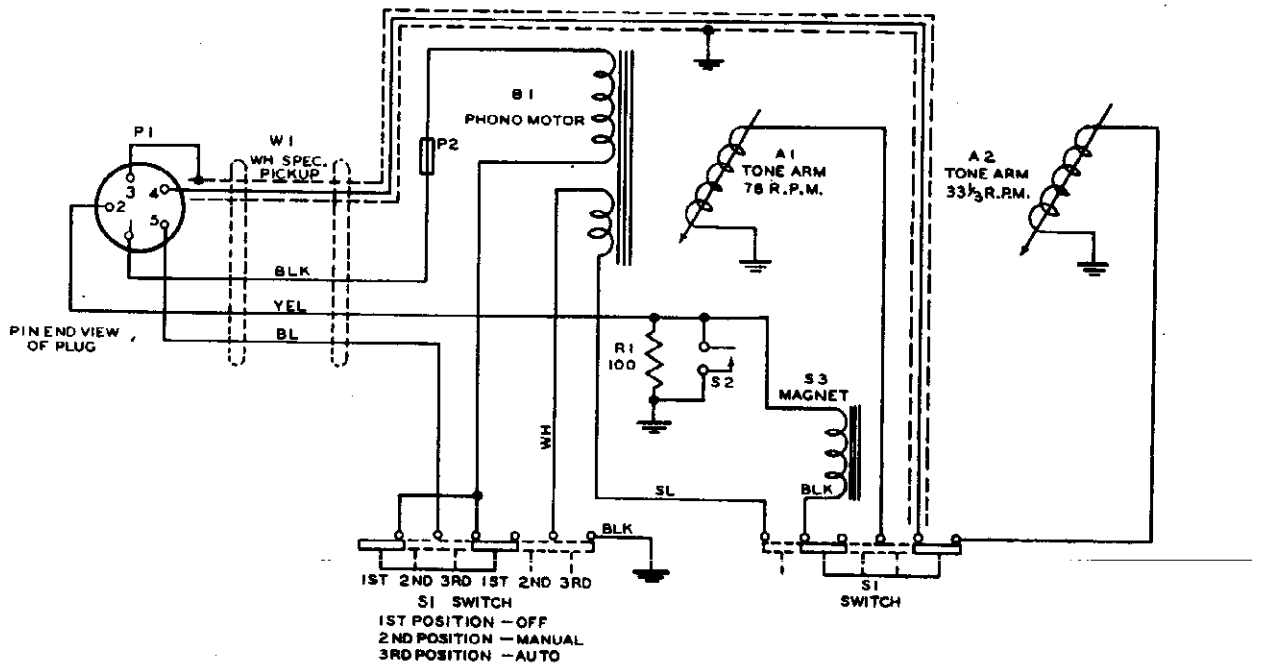 B1
PHONO MOTOR
P1
W1
WH SPEC.
PICKUP
P2
3
4
2
5
1
A1
TONE ARM
78 R.P.M.
A2
TONE ARM
33⅓ R.P.M.
BLK
YEL
BL
PIN END VIEW
OF PLUG
R1
100
S2
S3
MAGNET
WH
SL
BLK
BLK
1ST 2ND 3RD 1ST 2ND 3RD
S1 SWITCH
1ST POSITION - OFF
2ND POSITION - MANUAL
3RD POSITION - AUTO
S1
SWITCH